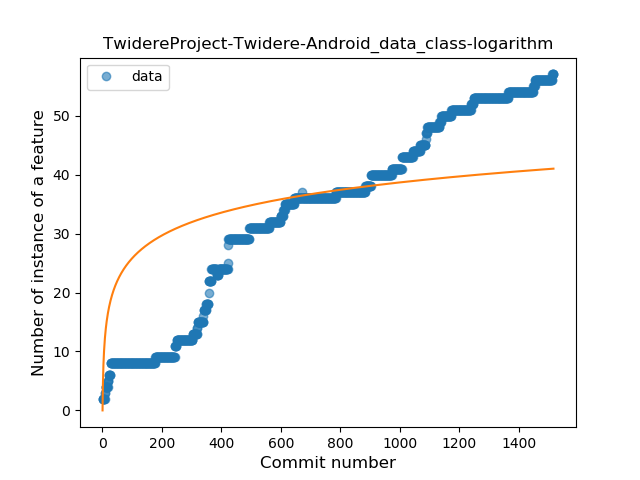 TwidereProject-Twidere-Android_data_class-logarithm
data
Number of instance of a feature
50
40
30
20
10
0
0 200 400 600 800 1000 1200 1400
Commit number